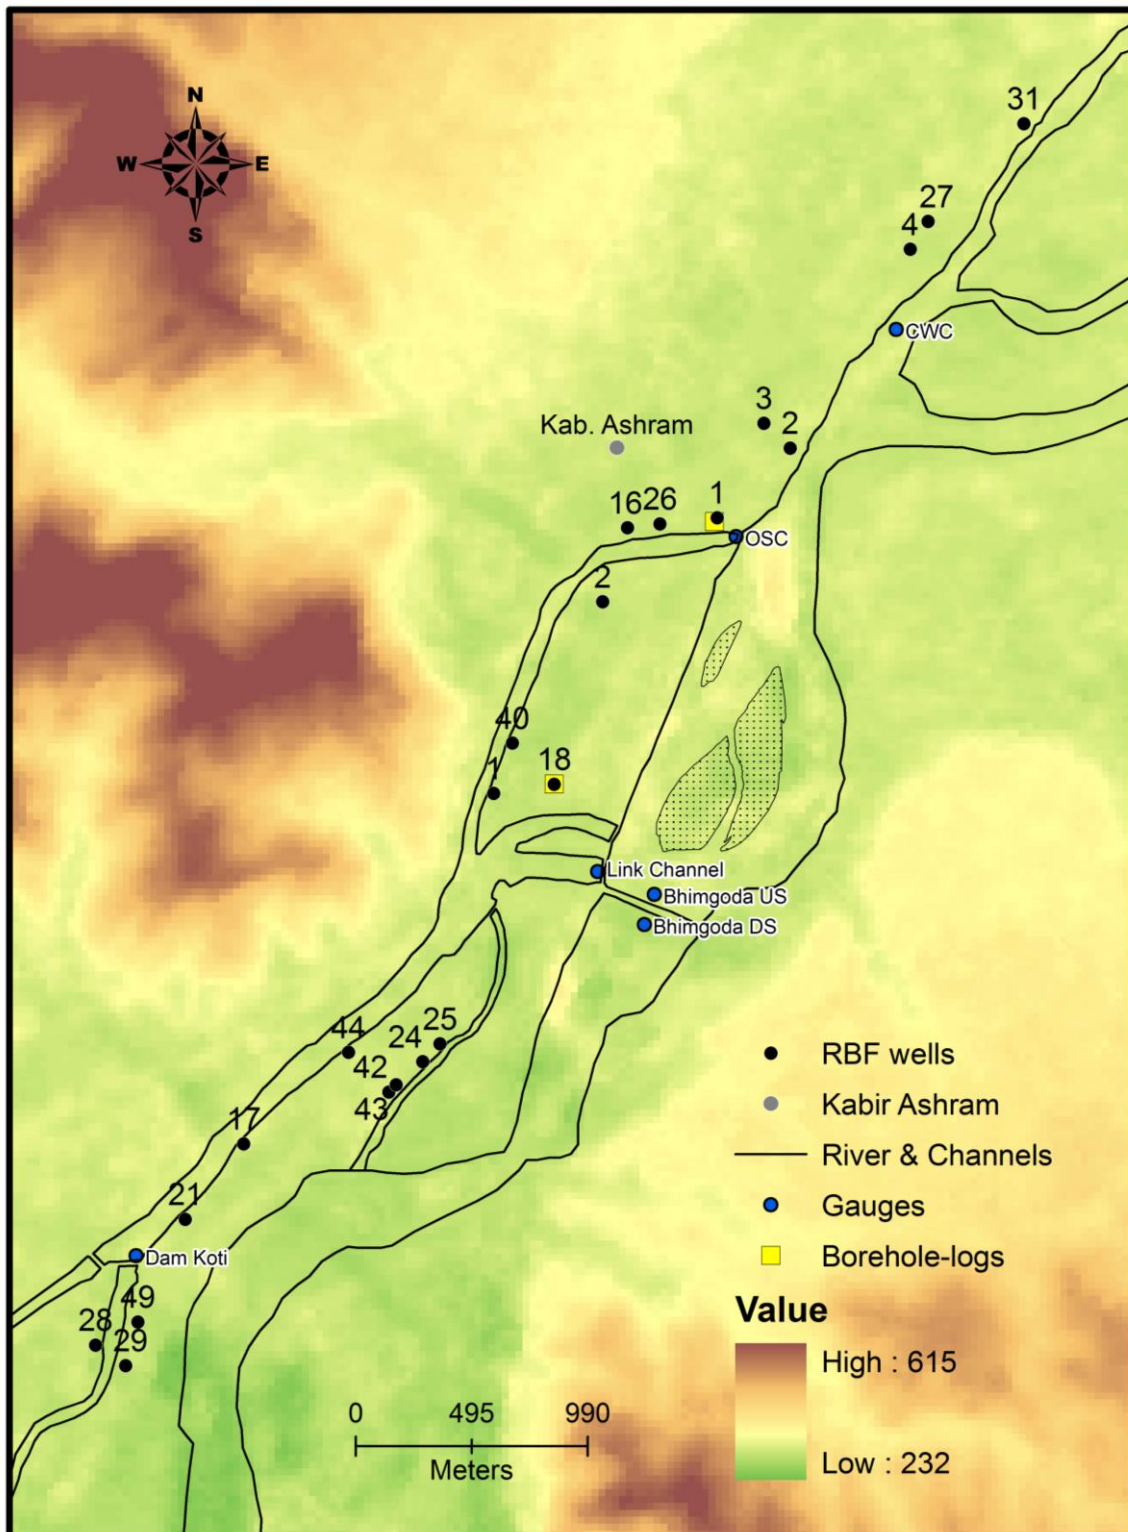 N
W E
S
31
27
4
CWC
3
2
Kab. Ashram
1
16 26
OSC
2
40
1
18
Link Channel
Bhimgoda US
Bhimgoda DS
25
44
24
42
43
17
21
Dam Koti
49
28
29
RBF wells
Kabir Ashram
River & Channels
Gauges
Borehole-logs
Value
High : 615
Low : 232
0 495 990
Meters